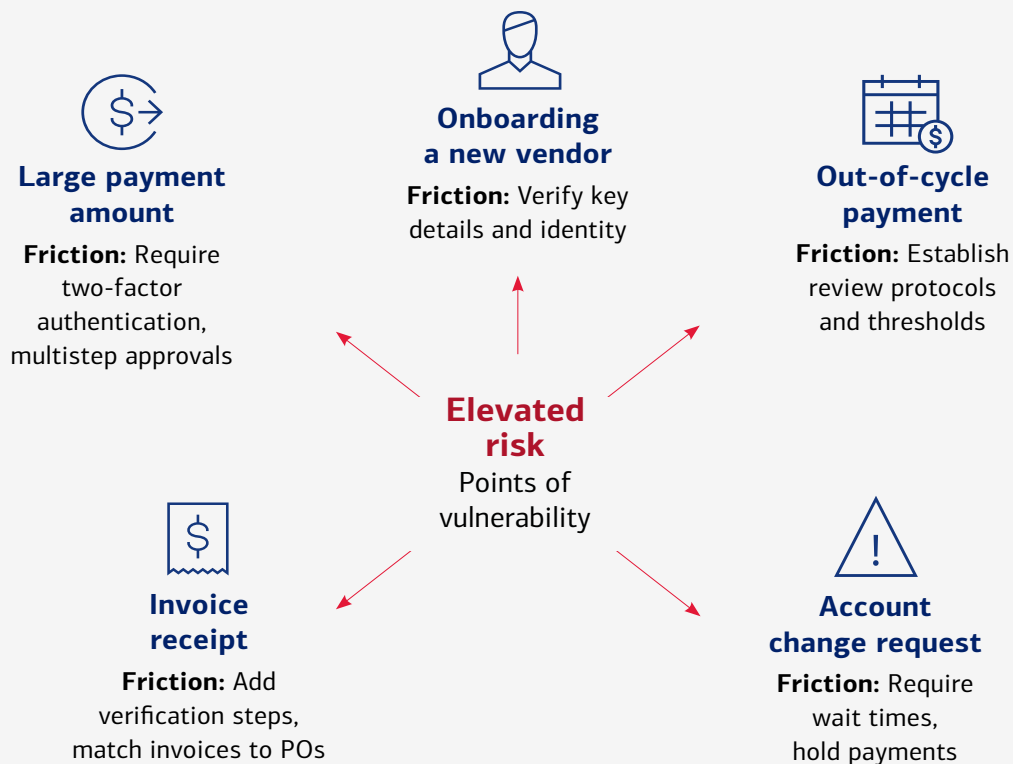 Onboarding
a new vendor
Friction: Verify key
details and identity
Large payment
amount
Friction: Require
two-factor
authentication,
multistep approvals
Out-of-cycle
payment
Friction: Establish
review protocols
and thresholds
Elevated
risk
Points of
vulnerability
Invoice
receipt
Friction: Add
verification steps,
match invoices to POs
Account
change request
Friction: Require
wait times,
hold payments